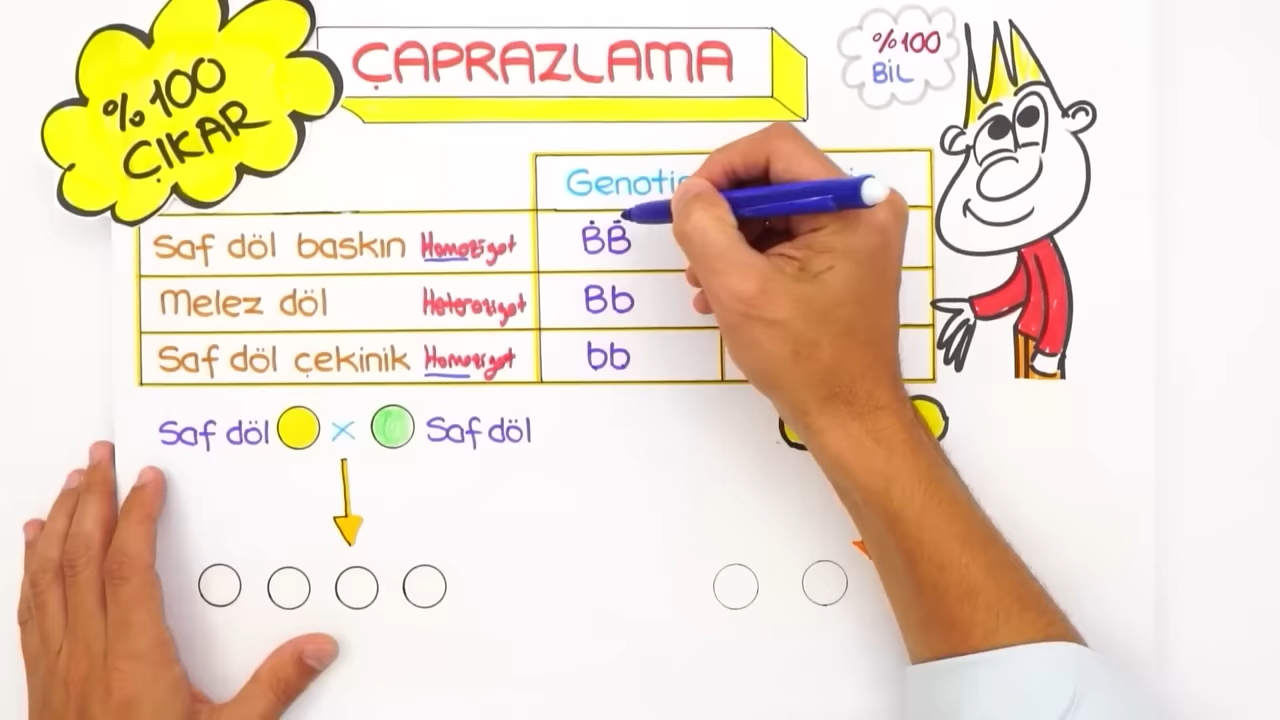 %100
ÇIKAR
ÇAPRAZLAMA
%100
BİL
Genotip
Saf döl baskın Homozigot BB
Melez döl Heterozigot Bb
Saf döl çekinik Homozigot bb
Saf döl x Saf döl